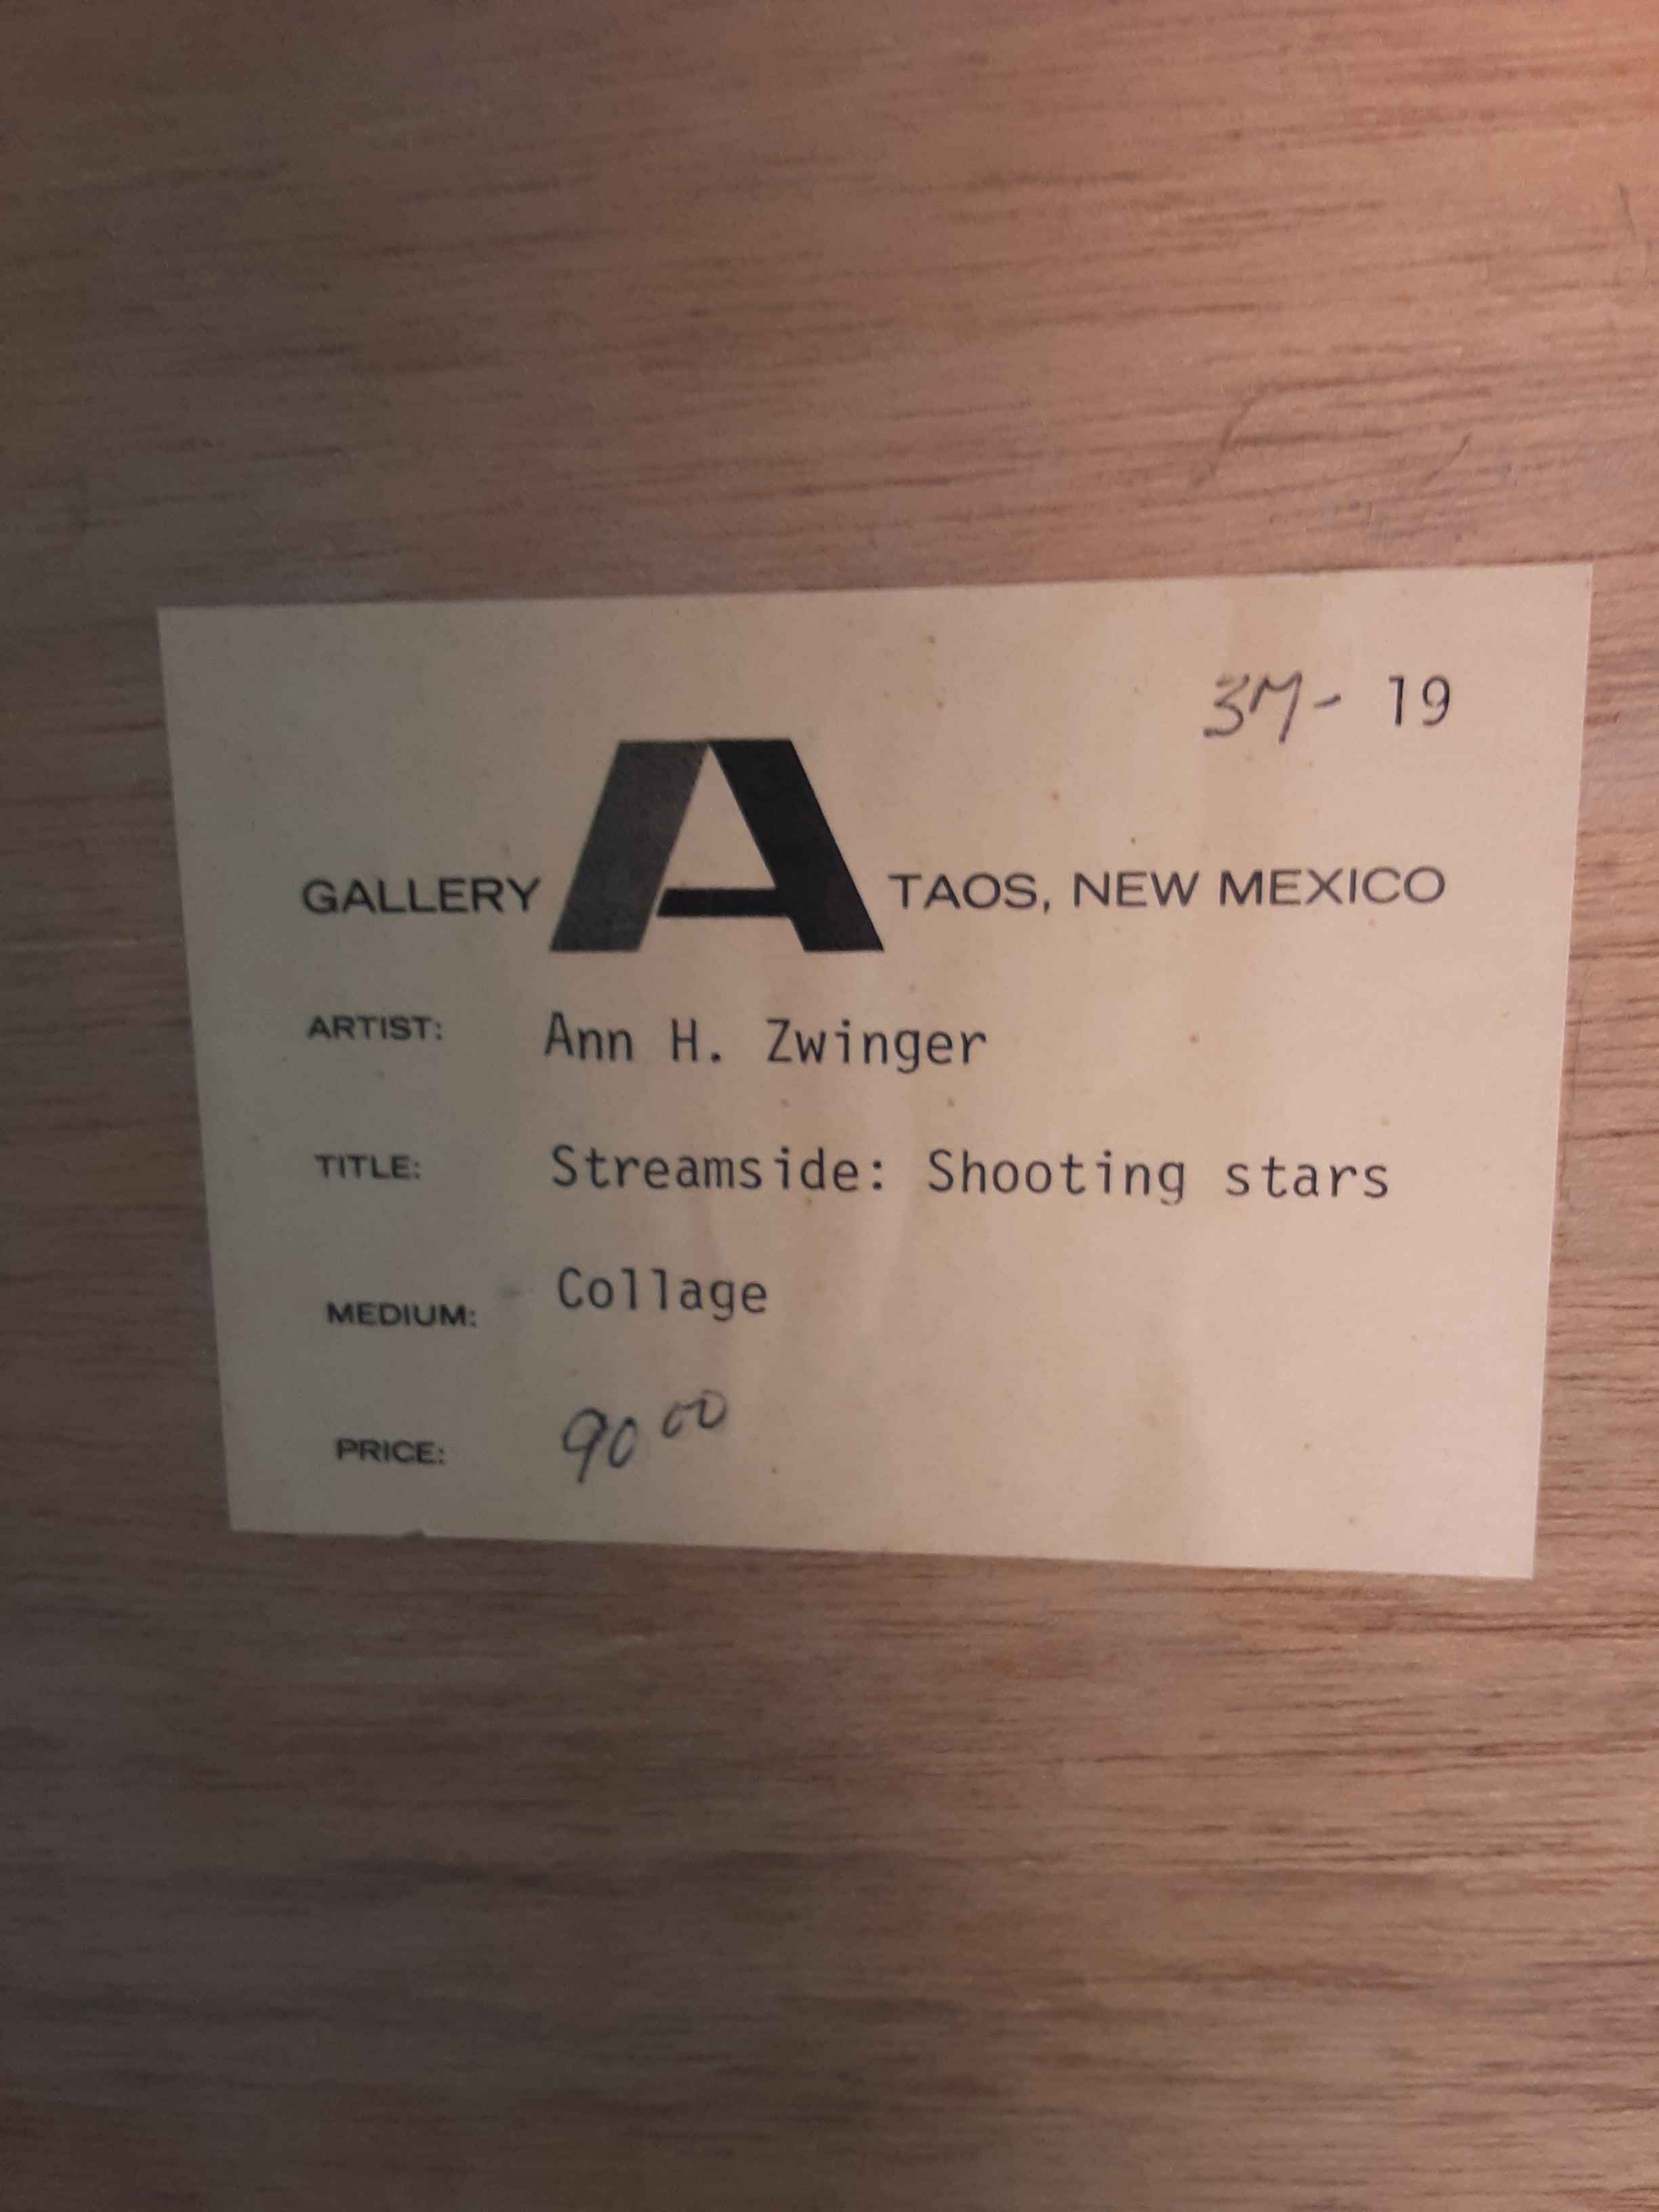 3M- 19
GALLERY A TAOS, NEW MEXICO
ARTIST: Ann H. Zwinger
TITLE: Streamside: Shooting stars
MEDIUM: Collage
PRICE: 90 00